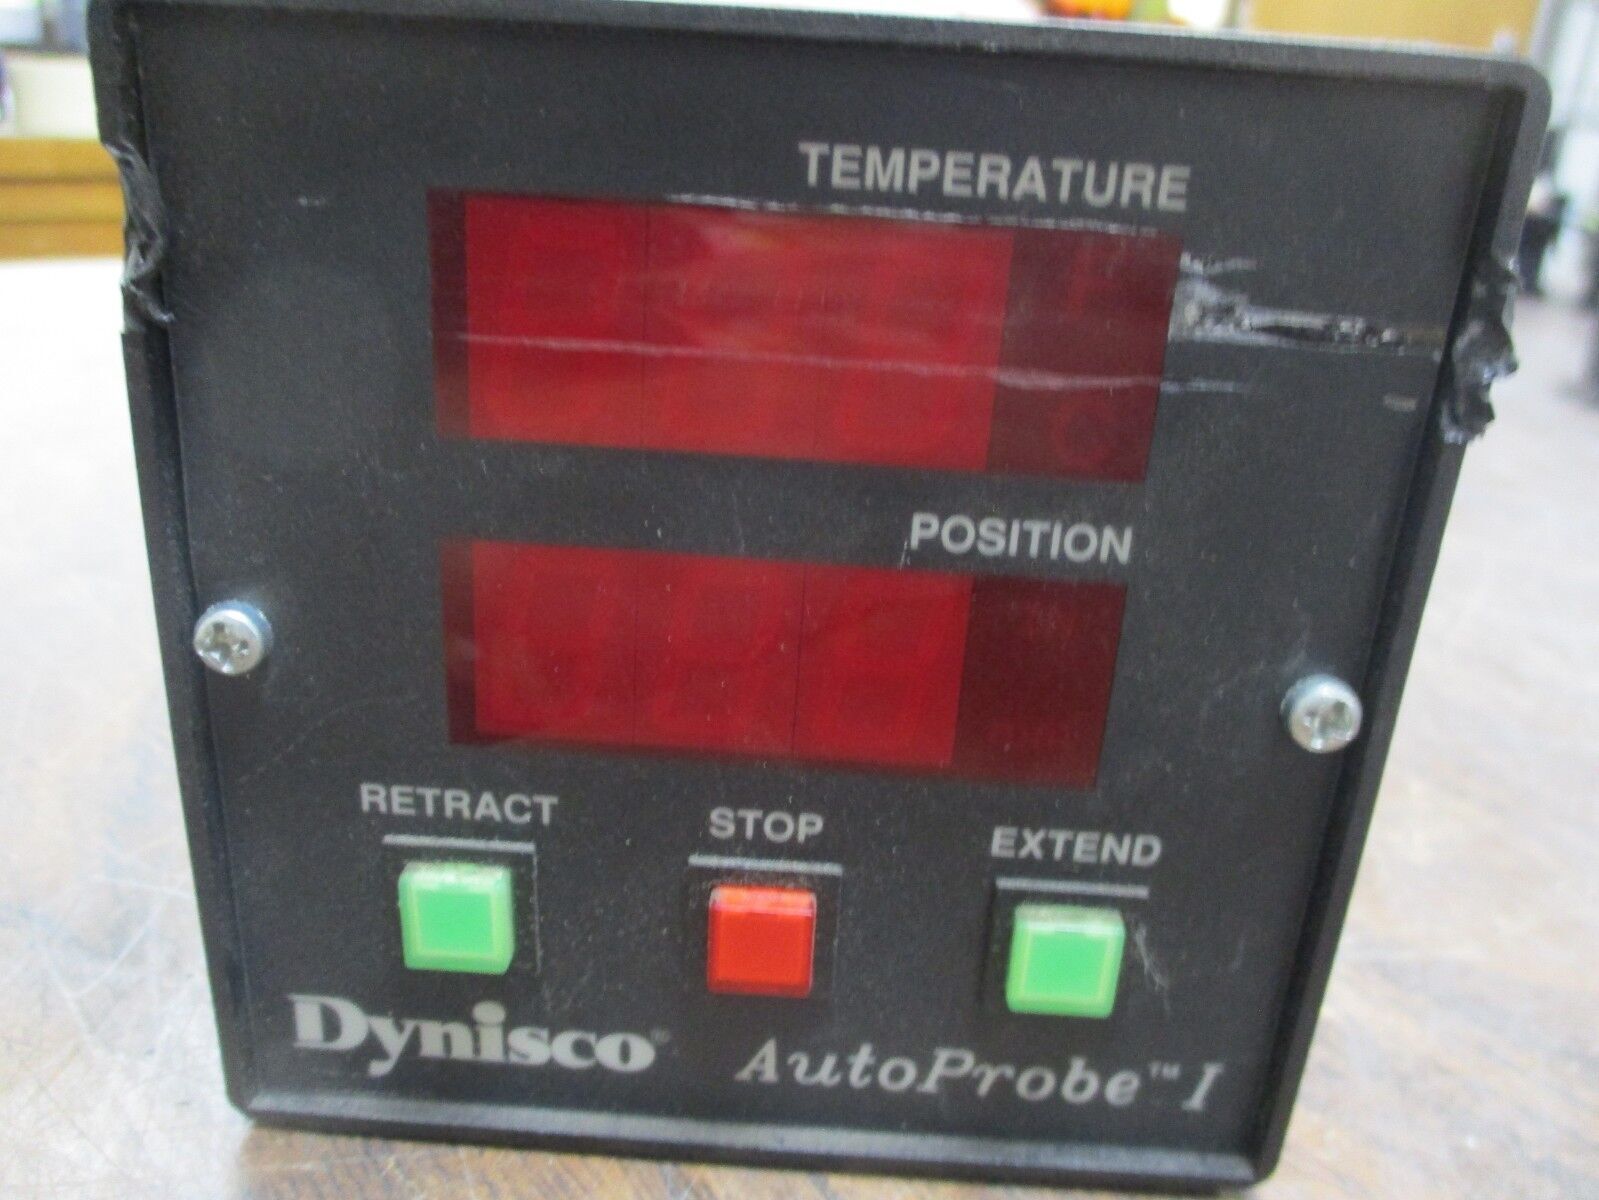 TEMPERATURE
POSITION
RETRACT STOP EXTEND
Dynisco® AutoProbe™ I